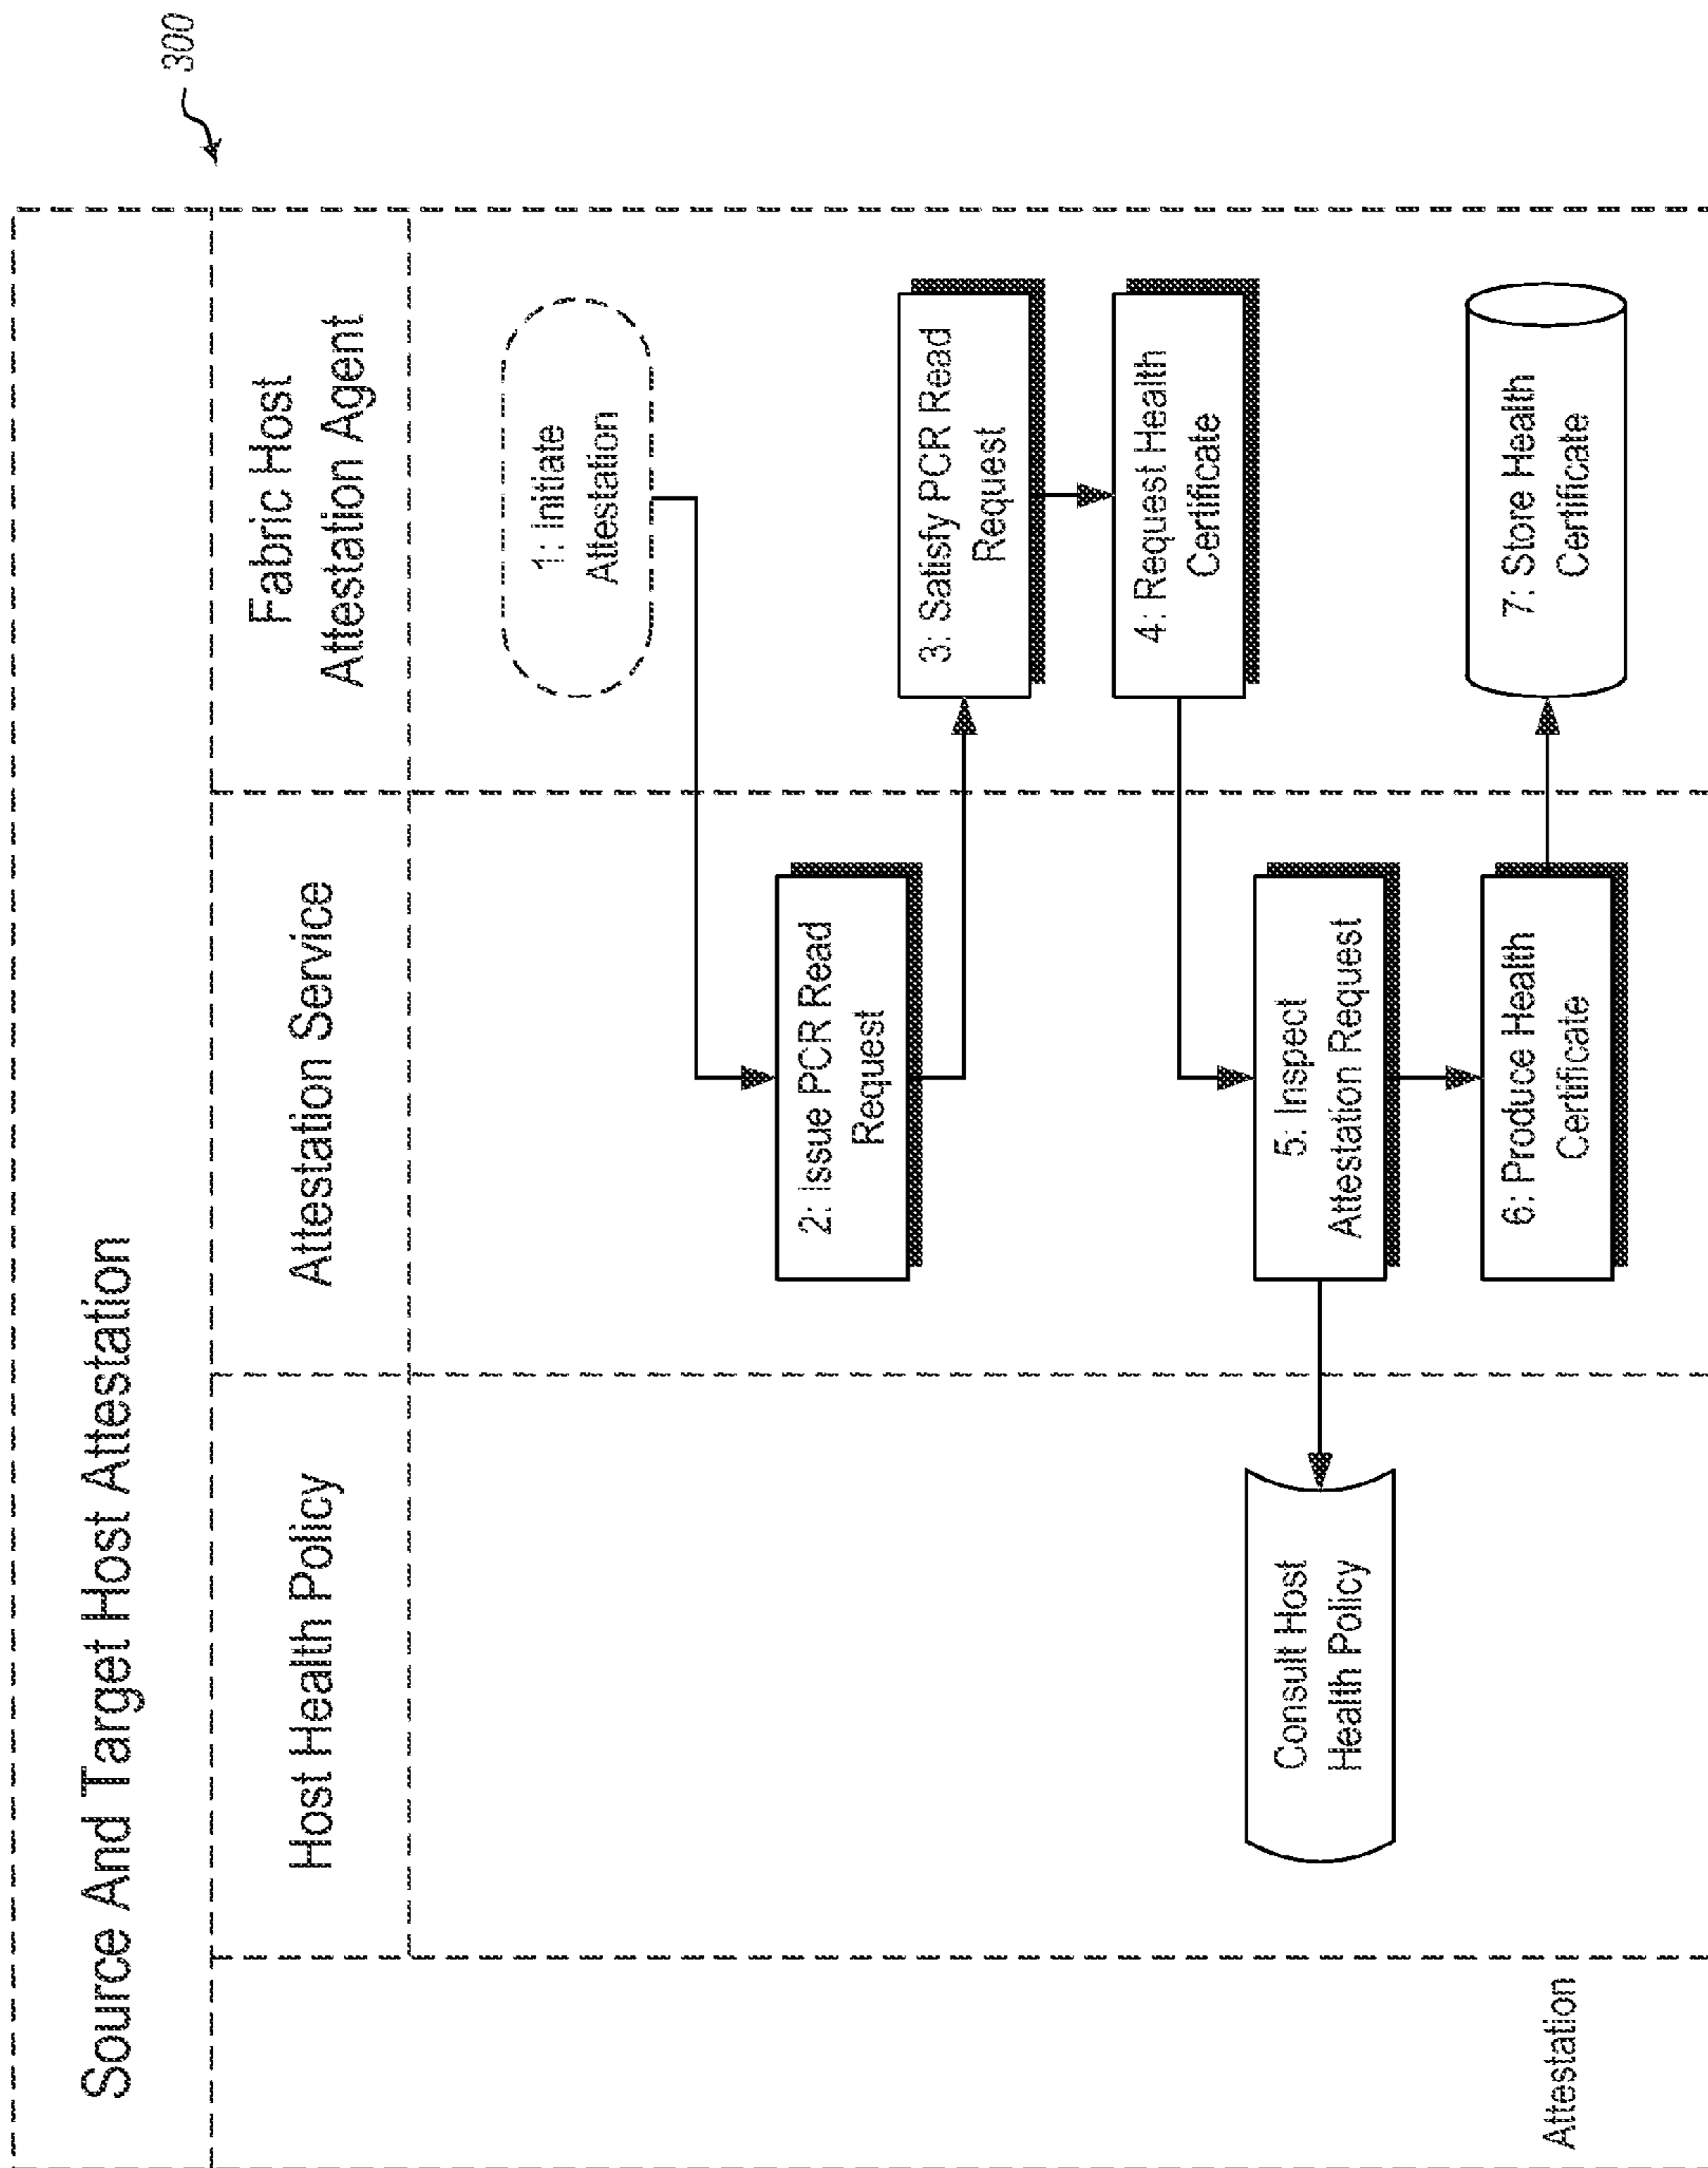 300
Source And Target Host Attestation
Host Health Policy
Attestation Service
Fabric Host
Attestation Agent
1: Initiate
Attestation
2: Issue PCR Read
Request
3: Satisfy PCR Read
Request
4: Request Health
Certificate
5: Inspect
Attestation Request
Consult Host
Health Policy
6: Produce Health
Certificate
7: Store Health
Certificate
Attestation